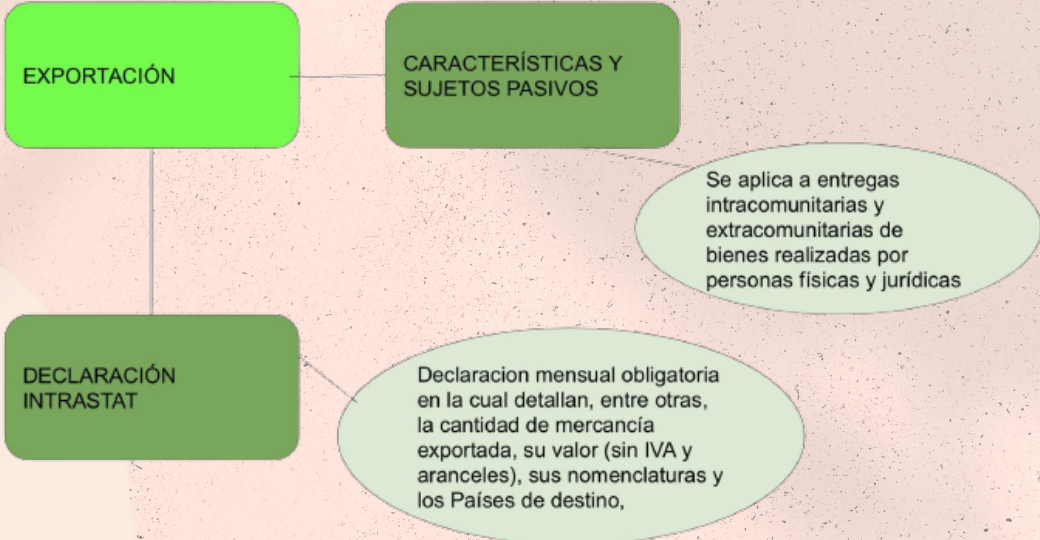 EXPORTACIÓN
CARACTERÍSTICAS Y
SUJETOS PASIVOS
Se aplica a entregas
intracomunitarias y
extracomunitarias de
bienes realizadas por
personas físicas y jurídicas
DECLARACIÓN
INTRASTAT
Declaracion mensual obligatoria
en la cual detallan, entre otras,
la cantidad de mercancía
exportada, su valor (sin IVA y
aranceles), sus nomenclaturas y
los Países de destino,